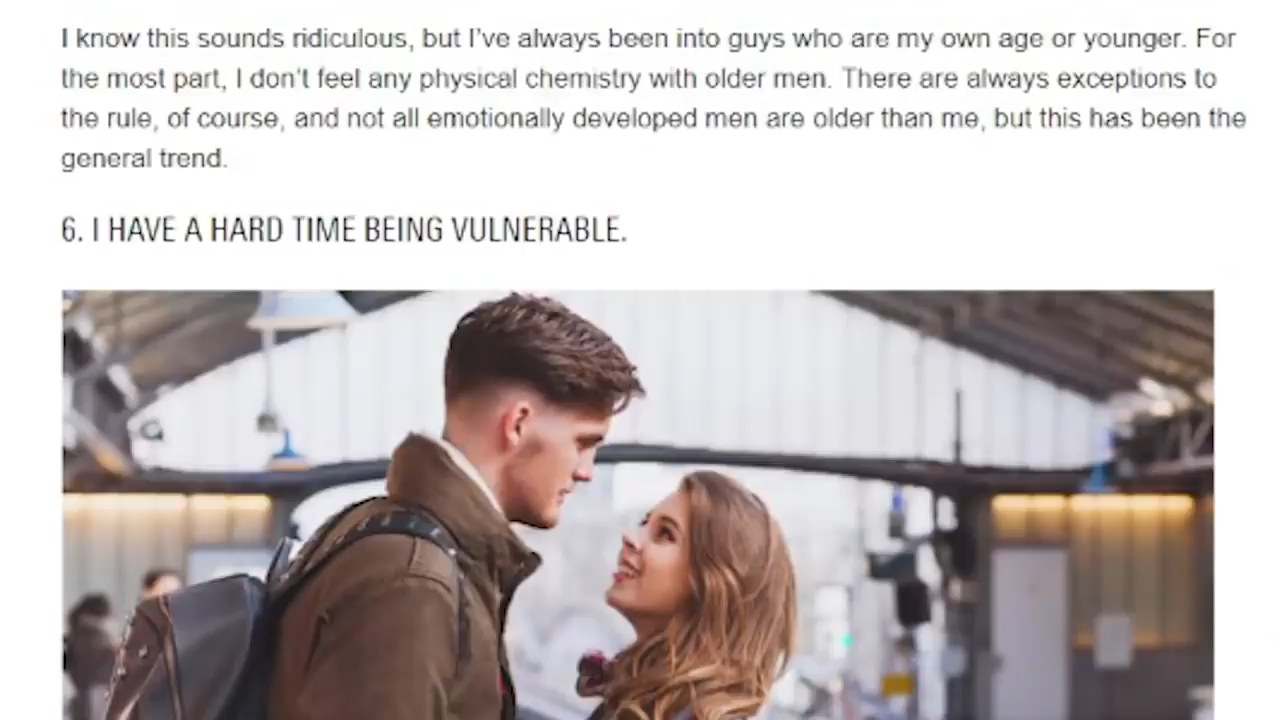 I know this sounds ridiculous, but I've always been into guys who are my own age or younger. For
the most part, I don't feel any physical chemistry with older men. There are always exceptions to
the rule, of course, and not all emotionally developed men are older than me, but this has been the
general trend.
6. I HAVE A HARD TIME BEING VULNERABLE.